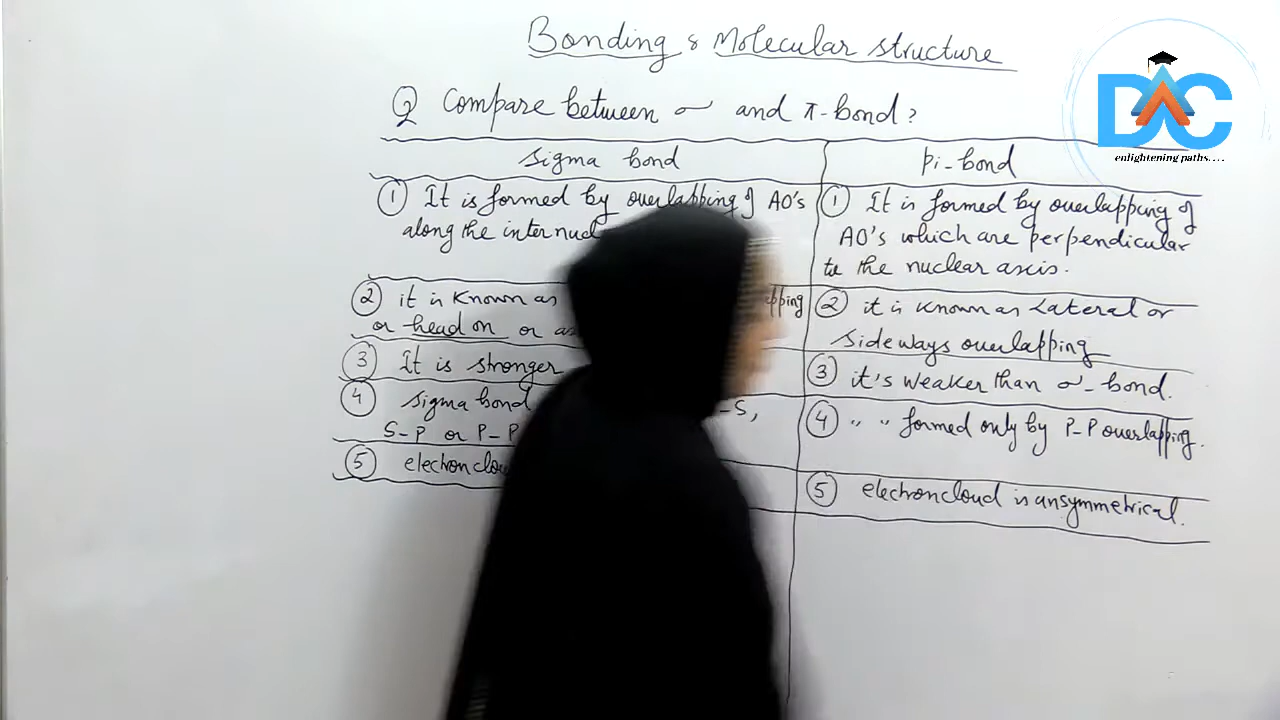 Bonding & Molecular structure
DAC
enlightening paths....
Q Compare between σ and π-bond?
Sigma bond
Pi-bond
① It is formed by overlapping of AO's
along the
① It is formed by overlapping of
AO's which are perpendicular
to the nuclear axis.
② it is known as
or head on or
② it is known as Lateral or
Sideways overlapping
③ It is stronger
③ it's weaker than σ-bond.
④ Sigma bond -S,
S-P or P-P
④ " " formed only by P-P overlapping.
⑤ electron
⑤ electron cloud is ansymmetrical.